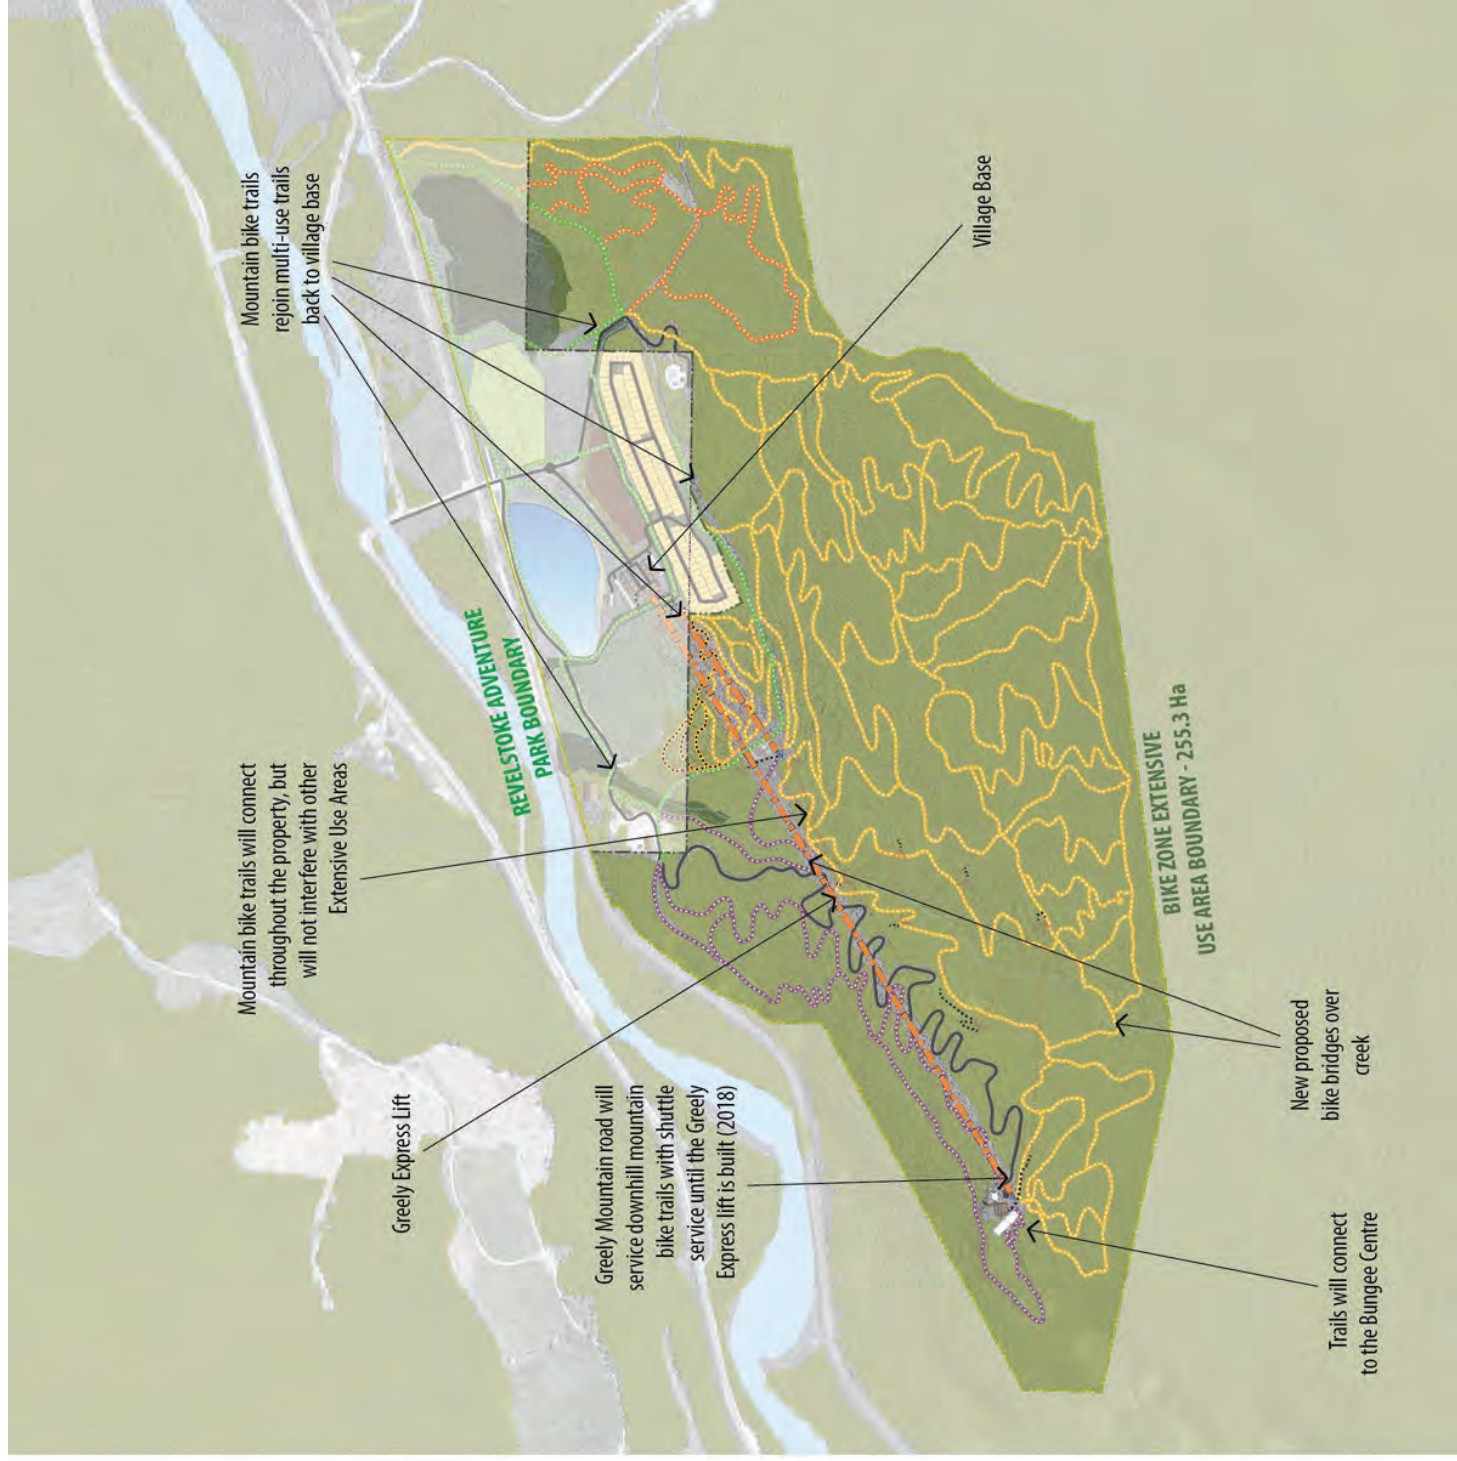 Mountain bike trails
rejoin multi-use trails
back to village base
Village Base
REVELSTOKE ADVENTURE
PARK BOUNDARY
Mountain bike trails will connect
throughout the property, but
will not interfere with other
Extensive Use Areas
BIKE ZONE EXTENSIVE
USE AREA BOUNDARY - 255.3 Ha
Greely Express Lift
Greely Mountain road will
service downhill mountain
bike trails with shuttle
service until the Greely
Express lift is built (2018)
New proposed
bike bridges over
creek
Trails will connect
to the Bungee Centre